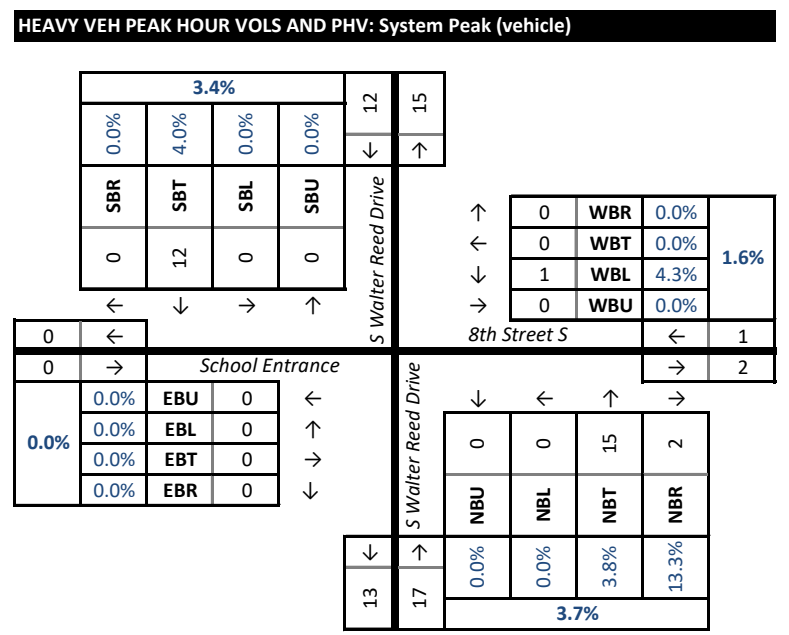 HEAVY VEH PEAK HOUR VOLS AND PHV: System Peak (vehicle)
3.4%
12 15
0.0% 4.0% 0.0% 0.0%
↓ ↑
SBR SBT SBL SBU
0 12 0 0
← ↓ → ↑
S Walter Reed Drive
↑ 0 WBR 0.0%
← 0 WBT 0.0%
↓ 1 WBL 4.3%
→ 0 WBU 0.0%
1.6%
0 ←
8th Street S ← 1
0 → School Entrance
→ 2
0.0%
0.0% EBU 0 ←
0.0% EBL 0 ↑
0.0% EBT 0 →
0.0% EBR 0 ↓
S Walter Reed Drive
↓ ← ↑ →
0 0 15 2
NBU NBL NBT NBR
↓ ↑
0.0% 0.0% 3.8% 13.3%
13 17
3.7%